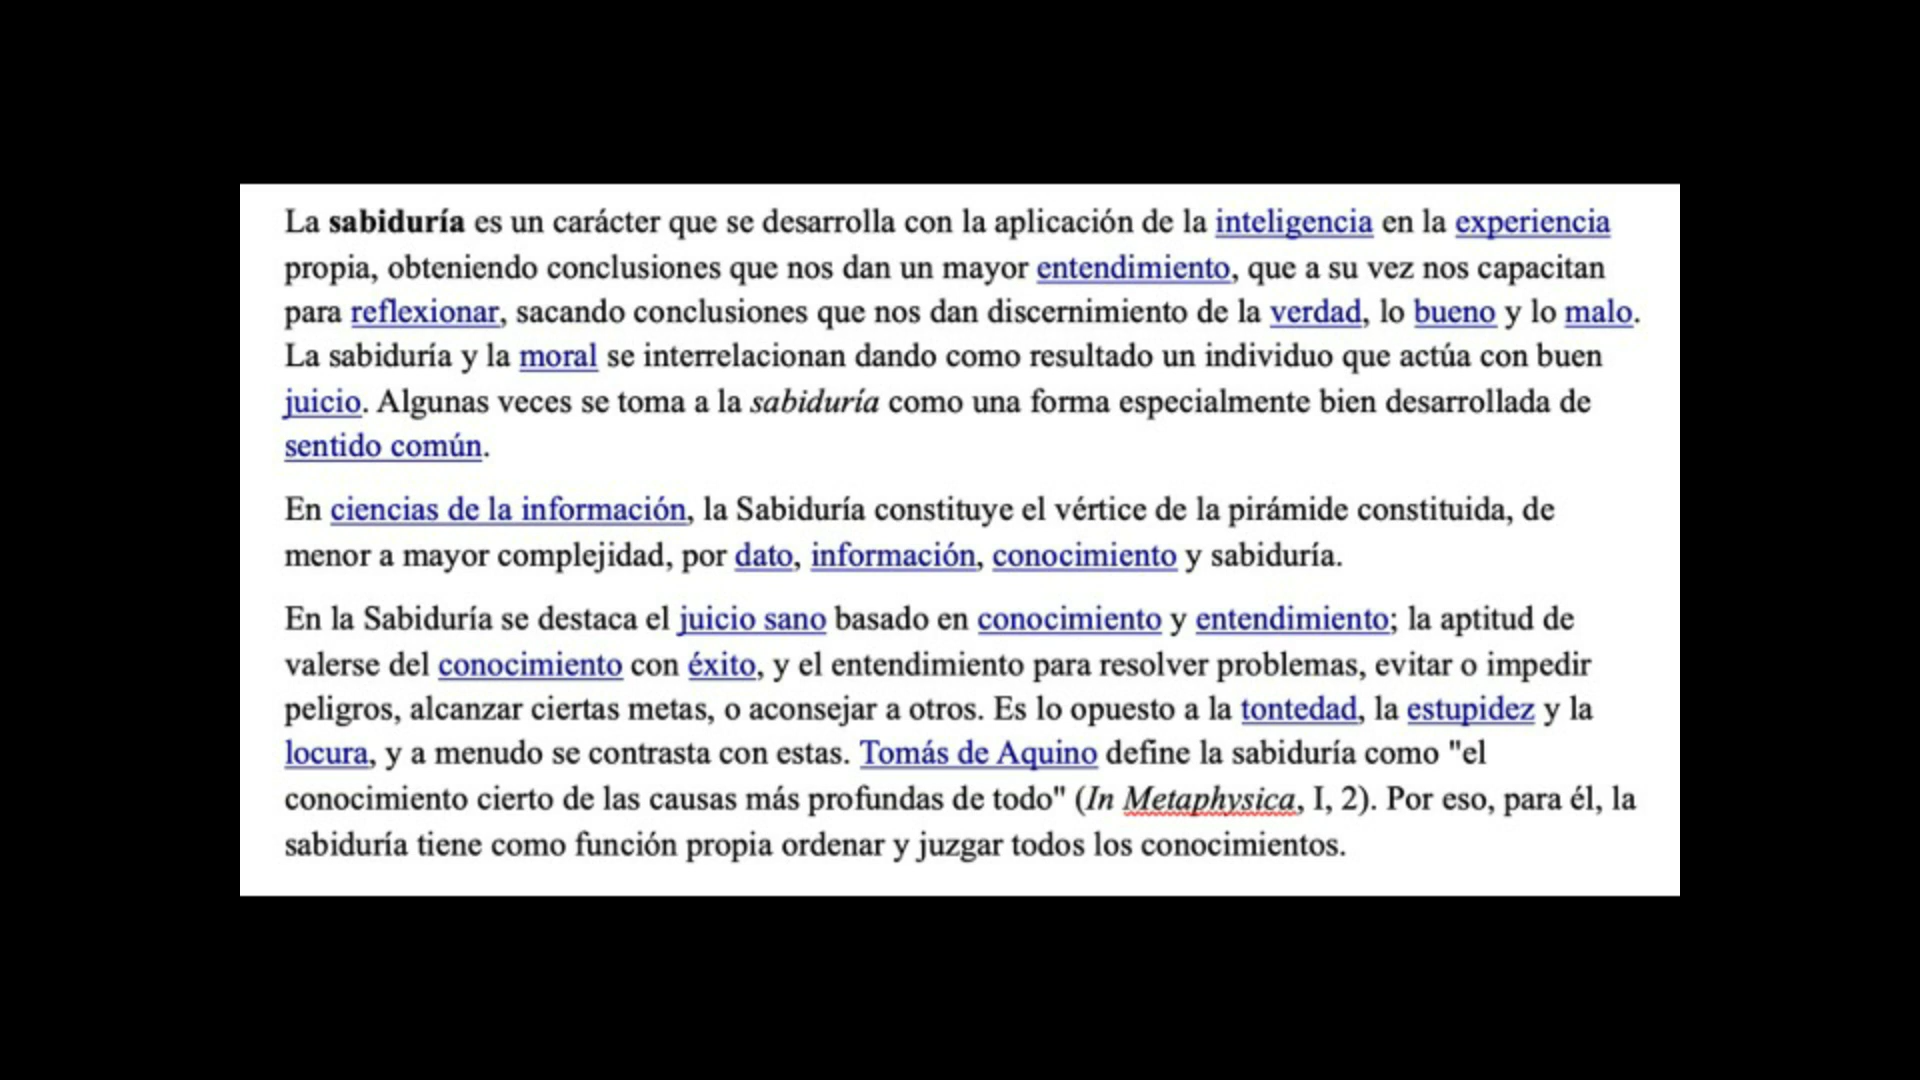 La sabiduría es un carácter que se desarrolla con la aplicación de la inteligencia en la experiencia
propia, obteniendo conclusiones que nos dan un mayor entendimiento, que a su vez nos capacitan
para reflexionar, sacando conclusiones que nos dan discernimiento de la verdad, lo bueno y lo malo.
La sabiduría y la moral se interrelacionan dando como resultado un individuo que actúa con buen
juicio. Algunas veces se toma a la sabiduría como una forma especialmente bien desarrollada de
sentido común.
En ciencias de la información, la Sabiduría constituye el vértice de la pirámide constituida, de
menor a mayor complejidad, por dato, información, conocimiento y sabiduría.
En la Sabiduría se destaca el juicio sano basado en conocimiento y entendimiento; la aptitud de
valerse del conocimiento con éxito, y el entendimiento para resolver problemas, evitar o impedir
peligros, alcanzar ciertas metas, o aconsejar a otros. Es lo opuesto a la tontedad, la estupidez y la
locura, y a menudo se contrasta con estas. Tomás de Aquino define la sabiduría como "el
conocimiento cierto de las causas más profundas de todo" (In Metaphysica, I, 2). Por eso, para él, la
sabiduría tiene como función propia ordenar y juzgar todos los conocimientos.